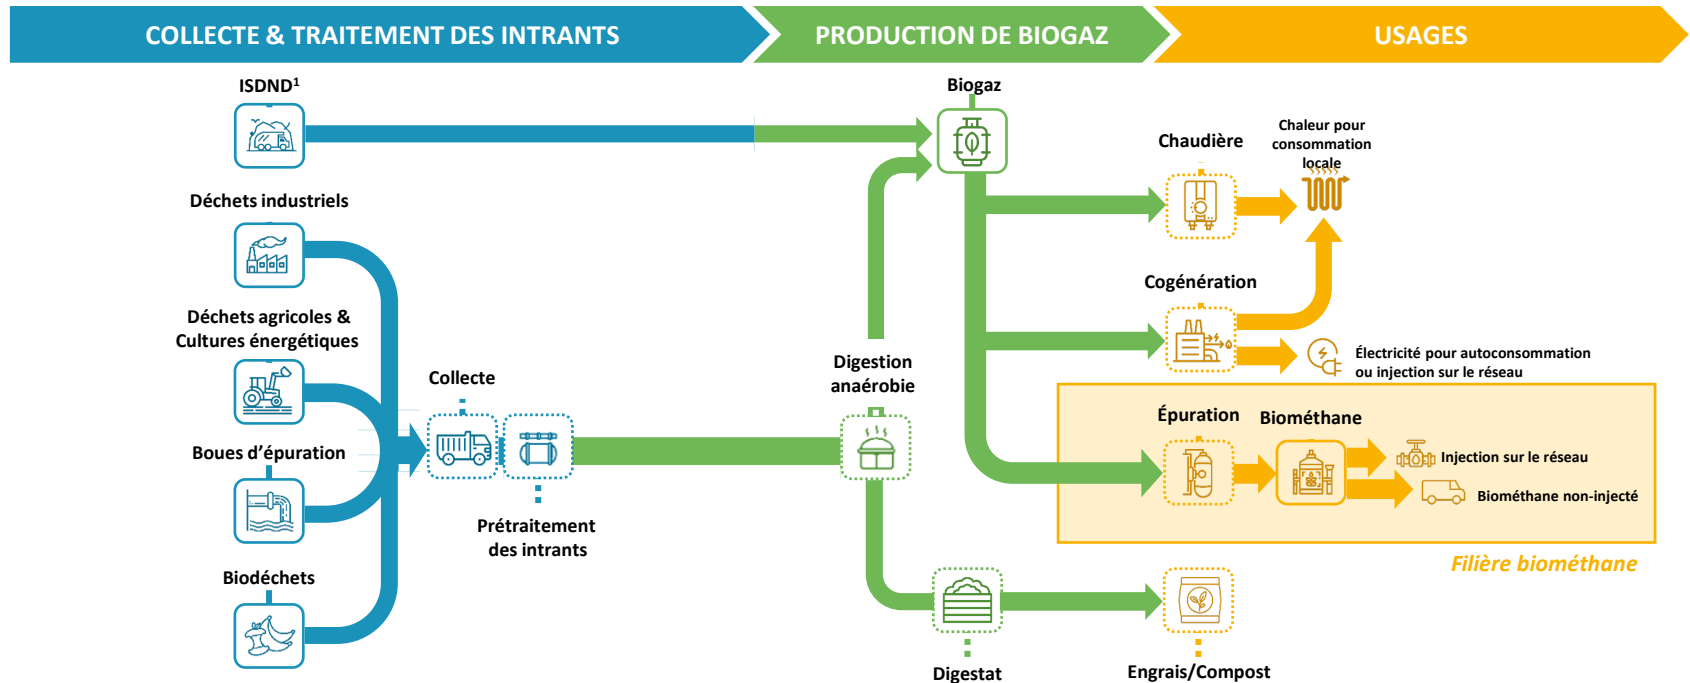 COLLECTE & TRAITEMENT DES INTRANTS
PRODUCTION DE BIOGAZ
USAGES
ISDND¹
Biogaz
Chaudière
Chaleur pour
consommation
locale
Déchets industriels
Cogénération
Déchets agricoles &
Cultures énergétiques
Électricité pour autoconsommation
ou injection sur le réseau
Collecte
Digestion
anaérobie
Épuration
Biométhane
Boues d'épuration
Injection sur le réseau
Biométhane non-injecté
Prétraitement
des intrants
Filière biométhane
Biodéchets
Digestat
Engrais/Compost